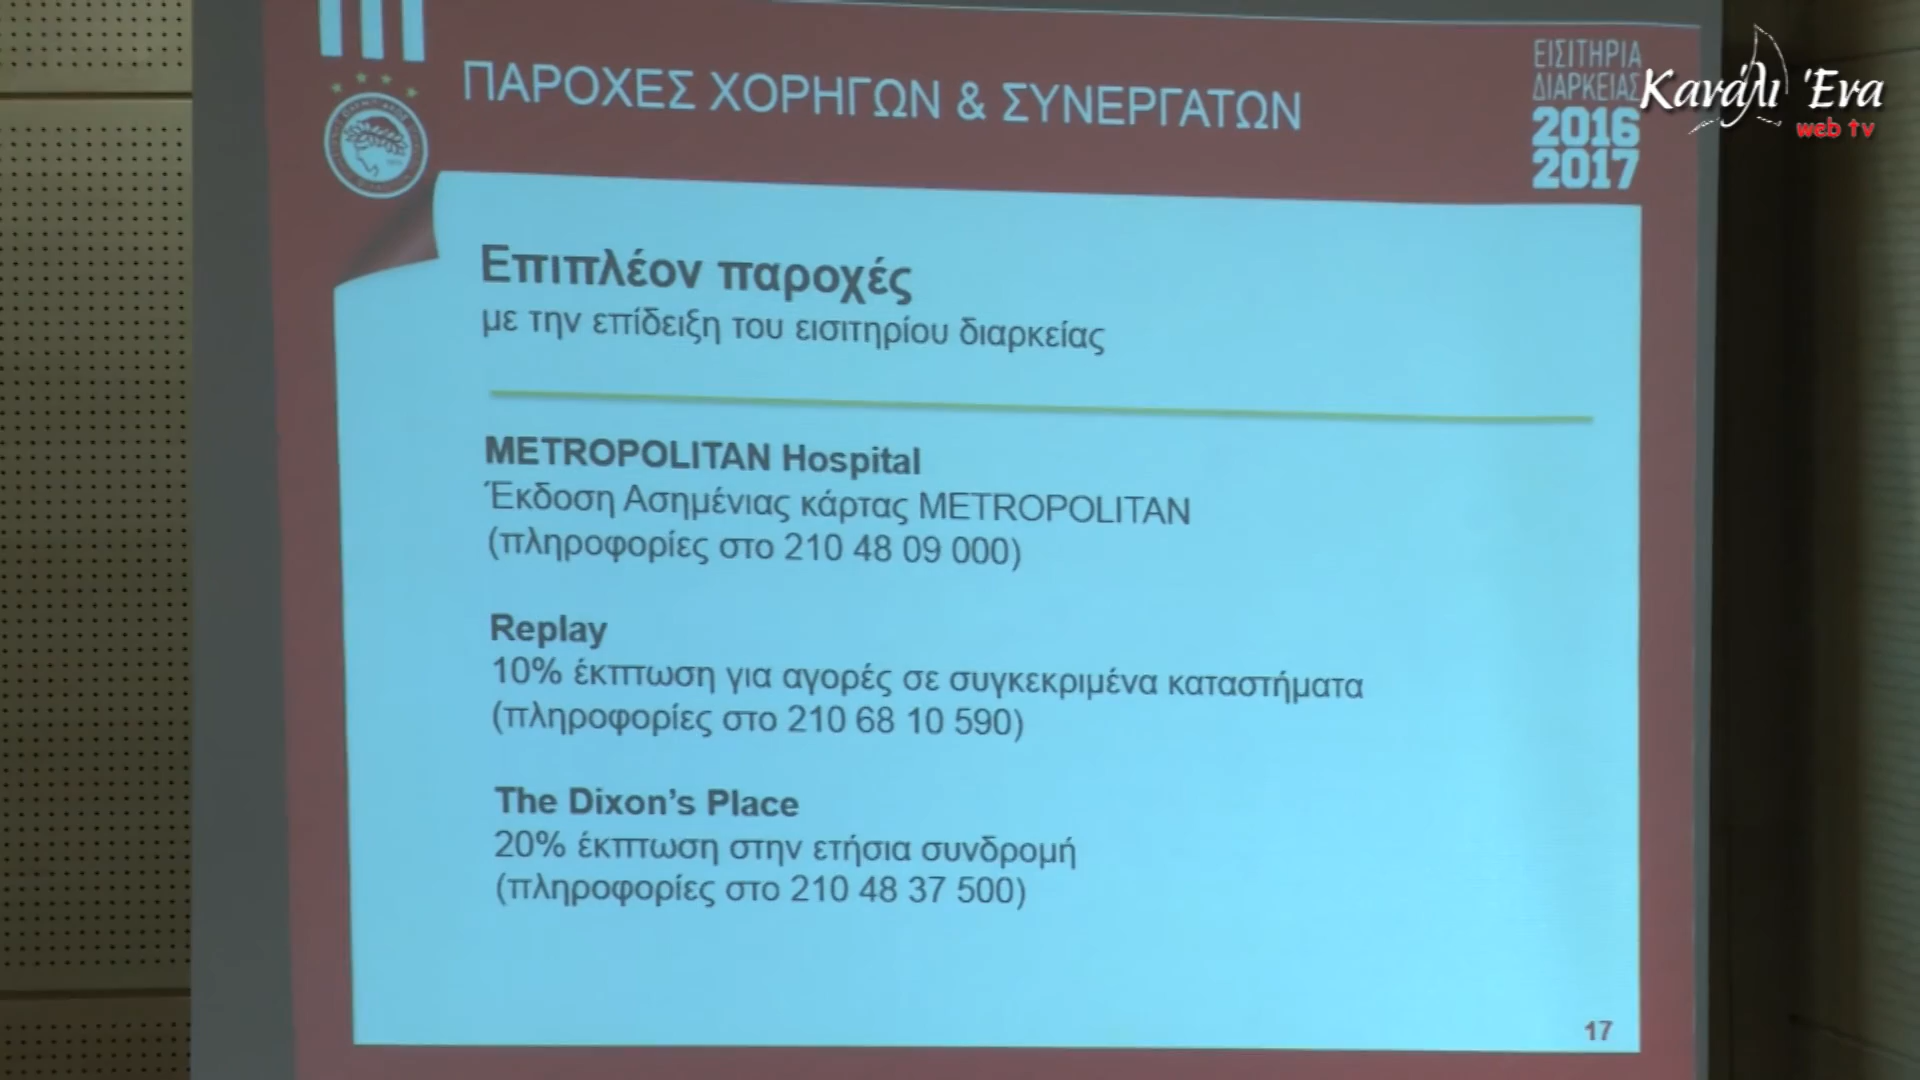 ΠΑΡΟΧΕΣ ΧΟΡΗΓΩΝ & ΣΥΝΕΡΓΑΤΩΝ
ΕΙΣΙΤΗΡΙΑ
ΔΙΑΡΚΕΙΑΣ
2016
2017
Κανάλι Ένα
web tv
Επιπλέον παροχές
με την επίδειξη του εισιτηρίου διαρκείας
METROPOLITAN Hospital
Έκδοση Ασημένιας κάρτας METROPOLITAN
(πληροφορίες στο 210 48 09 000)
Replay
10% έκπτωση για αγορές σε συγκεκριμένα καταστήματα
(πληροφορίες στο 210 68 10 590)
The Dixon's Place
20% έκπτωση στην ετήσια συνδρομή
(πληροφορίες στο 210 48 37 500)
17